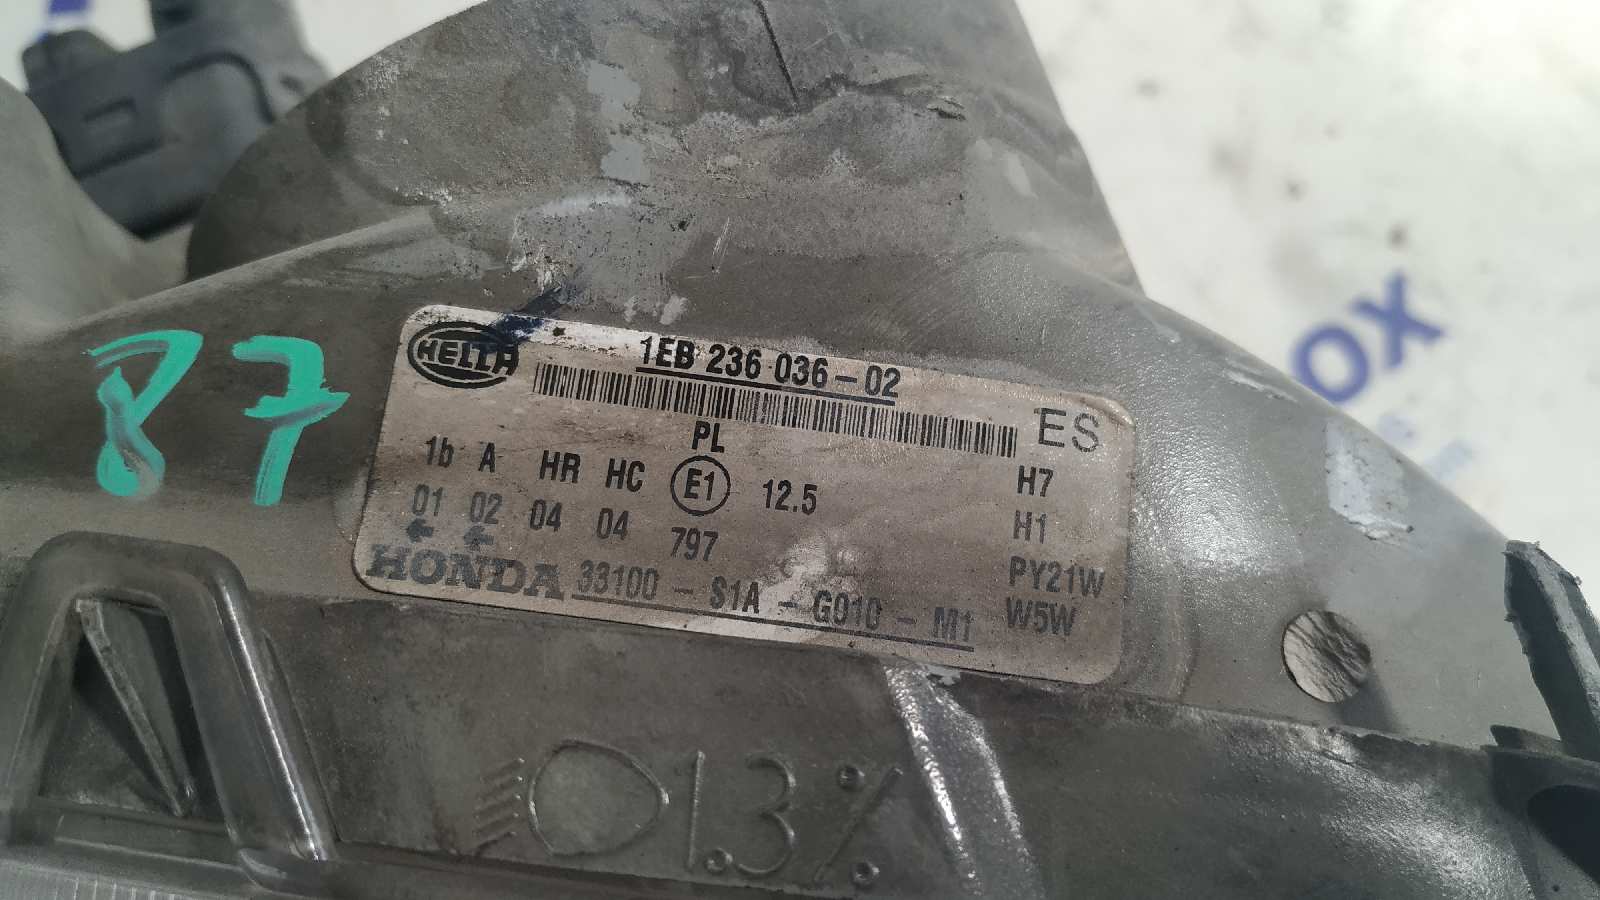 87
HELLA
1EB 236 036-02
ES
PL
1b A HR HC E1 12.5
01 02 04 04 797
H7
H1
PY21W
W5W
HONDA 33100 - S1A - G010 - M1
1.3%
OX